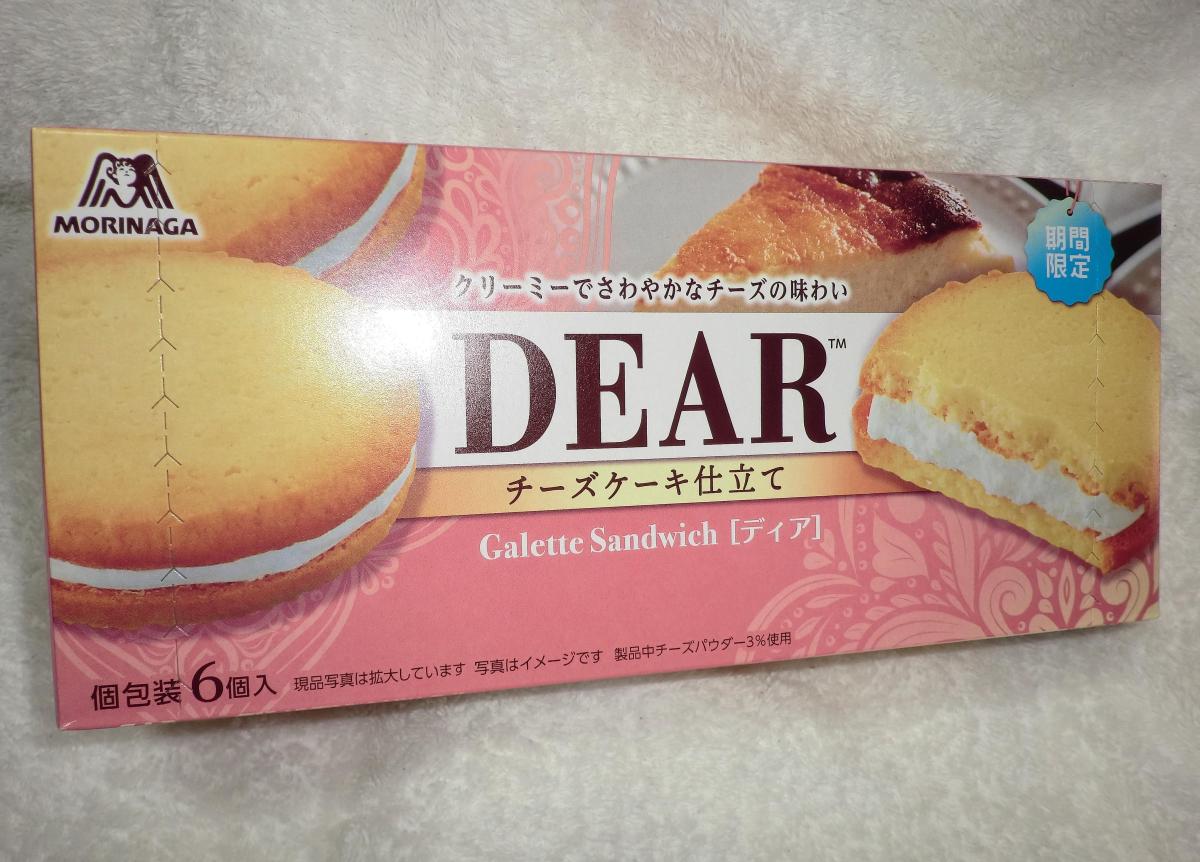 MORINAGA
期間
限定
クリーミーでさわやかなチーズの味わい
DEAR™
チーズケーキ仕立て
Galette Sandwich [ディア]
個包装6個入 現品写真は拡大しています 写真はイメージです 製品中チーズパウダー3%使用